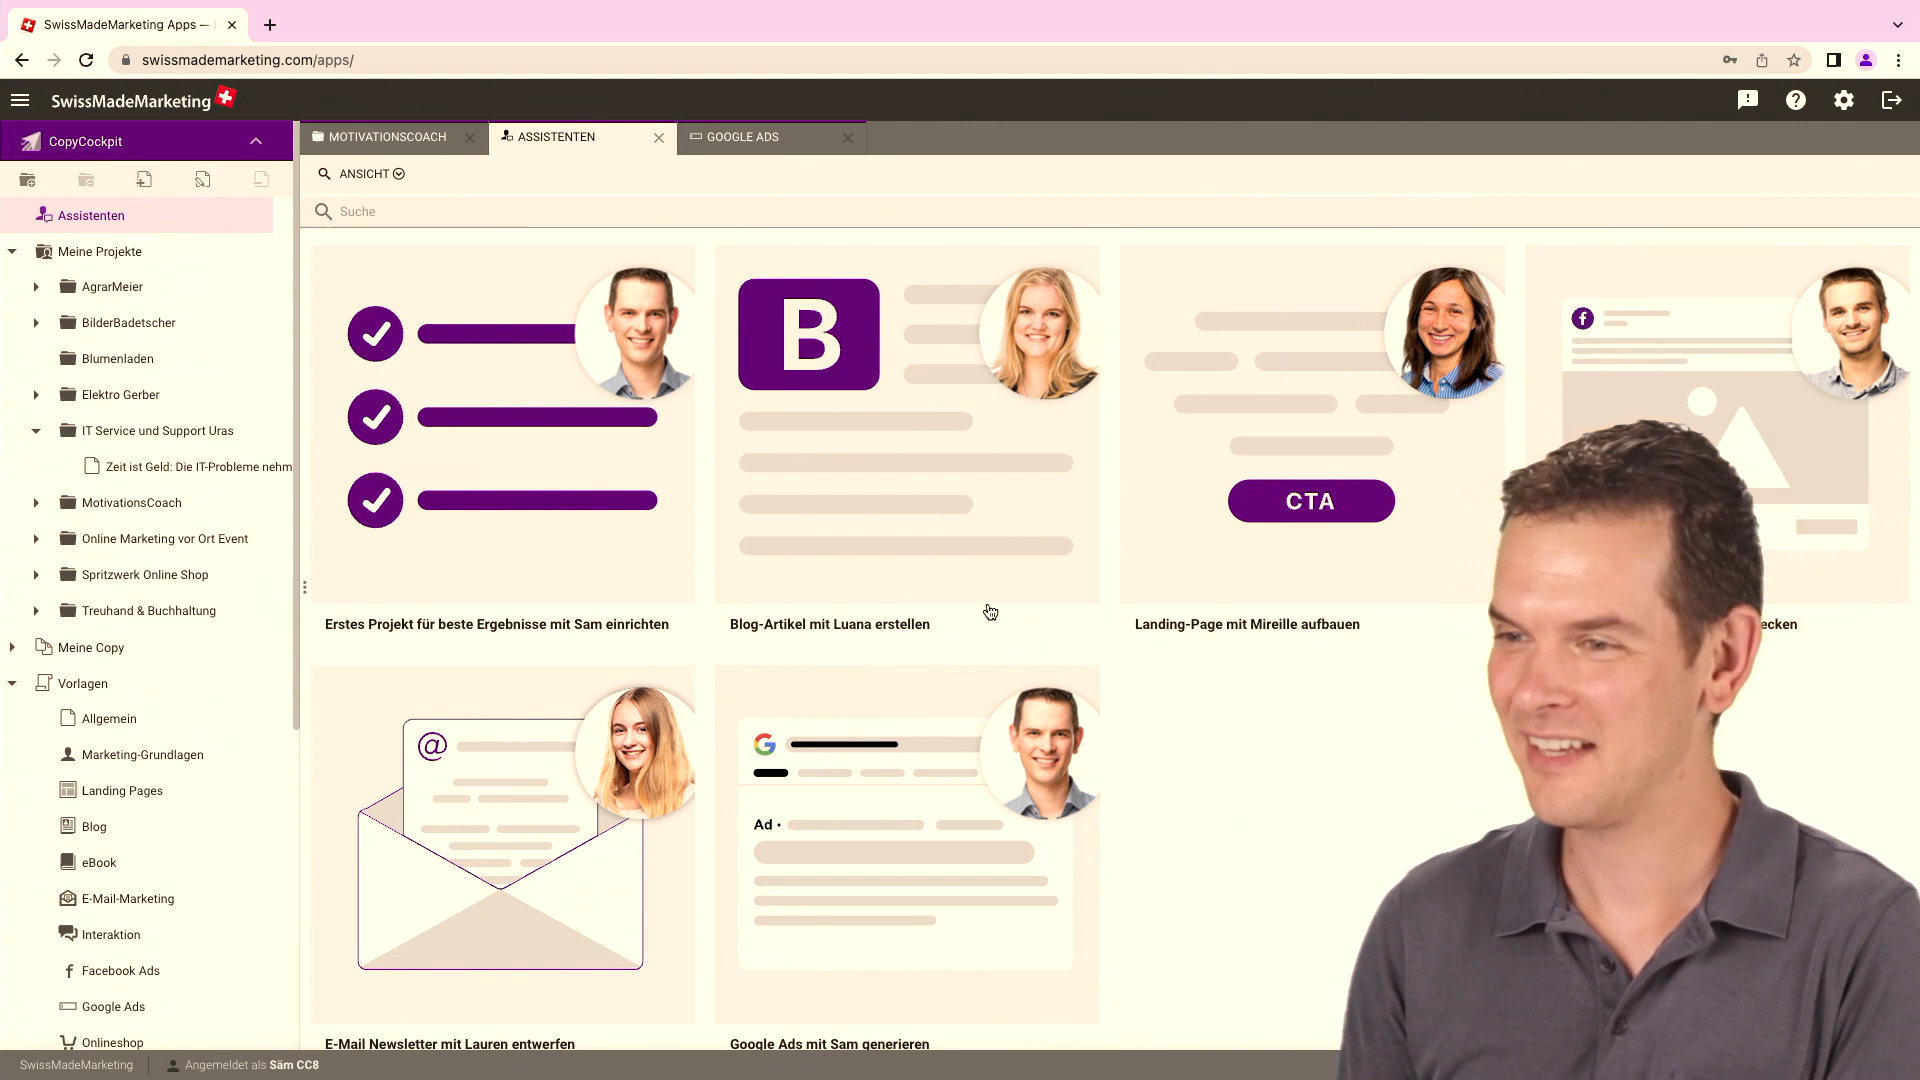 SwissMadeMarketing Apps —
swissmademarketing.com/apps/
SwissMadeMarketing
CopyCockpit
MOTIVATIONSCOACH
ASSISTENTEN
GOOGLE ADS
ANSICHT
Suche
Assistenten
Meine Projekte
AgrarMeier
BilderBadetscher
Blumenladen
Elektro Gerber
IT Service und Support Uras
Zeit ist Geld: Die IT-Probleme nehm
MotivationsCoach
Online Marketing vor Ort Event
Spritzwerk Online Shop
Treuhand & Buchhaltung
Meine Copy
Vorlagen
Allgemein
Marketing-Grundlagen
Landing Pages
Blog
eBook
E-Mail-Marketing
Interaktion
Facebook Ads
Google Ads
Onlineshop
B
CTA
Erstes Projekt für beste Ergebnisse mit Sam einrichten
Blog-Artikel mit Luana erstellen
Landing-Page mit Mireille aufbauen
ecken
@
G
Ad •
E-Mail Newsletter mit Lauren entwerfen
Google Ads mit Sam generieren
SwissMadeMarketing
Angemeldet als Säm CC8